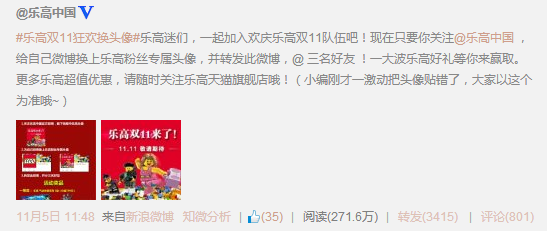 @乐高中国
#乐高双11狂欢换头像#乐高迷们，一起加入欢庆乐高双11队伍吧！现在只要你关注@乐高中国 ，
给自己微博换上乐高粉丝专属头像，并转发此微博，@ 三名好友 ！一大波乐高好礼等你来赢取。
更多乐高超值优惠，请随时关注乐高天猫旗舰店哦！（ 小编刚才一激动把头像贴错了，大家以这个
为准哦~ ）
乐高双11来了!
11.11 敬请期待
LEGO
活动奖品
11月5日 11:48 来自新浪微博 知微分析 | (35) | 阅读(271.6万) | 转发(3415) | 评论(801)